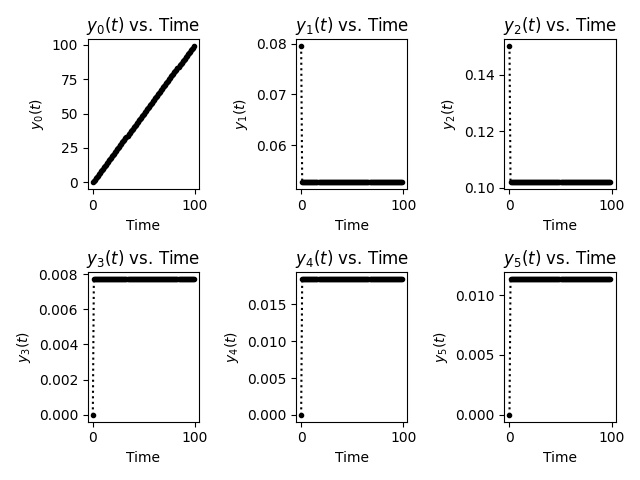 y₀(t) vs. Time
y₁(t) vs. Time
y₂(t) vs. Time
100
75
50
25
0
y₀(t)
0 100
Time
0.08
0.07
0.06
y₁(t)
0 100
Time
0.14
0.12
0.10
y₂(t)
0 100
Time
y₃(t) vs. Time
y₄(t) vs. Time
y₅(t) vs. Time
0.008
0.006
0.004
0.002
0.000
y₃(t)
0 100
Time
0.015
0.010
0.005
0.000
y₄(t)
0 100
Time
0.010
0.005
0.000
y₅(t)
0 100
Time